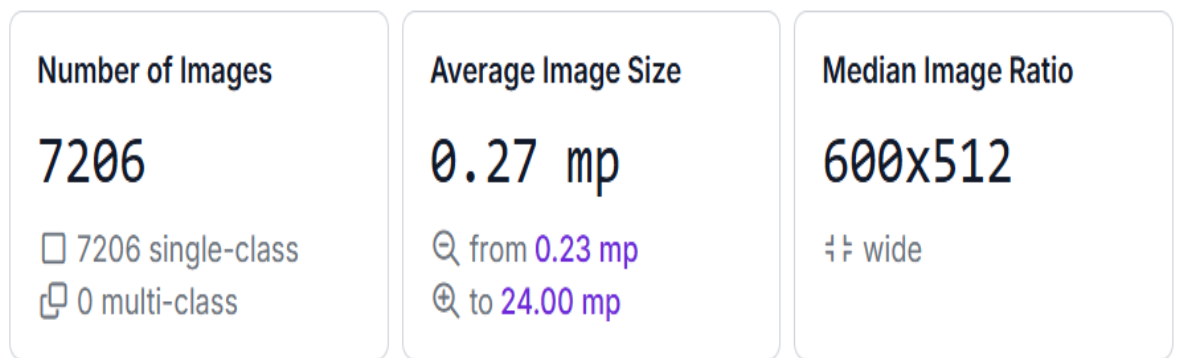 Number of Images
7206
7206 single-class
0 multi-class
Average Image Size
0.27 mp
from 0.23 mp
to 24.00 mp
Median Image Ratio
600x512
wide